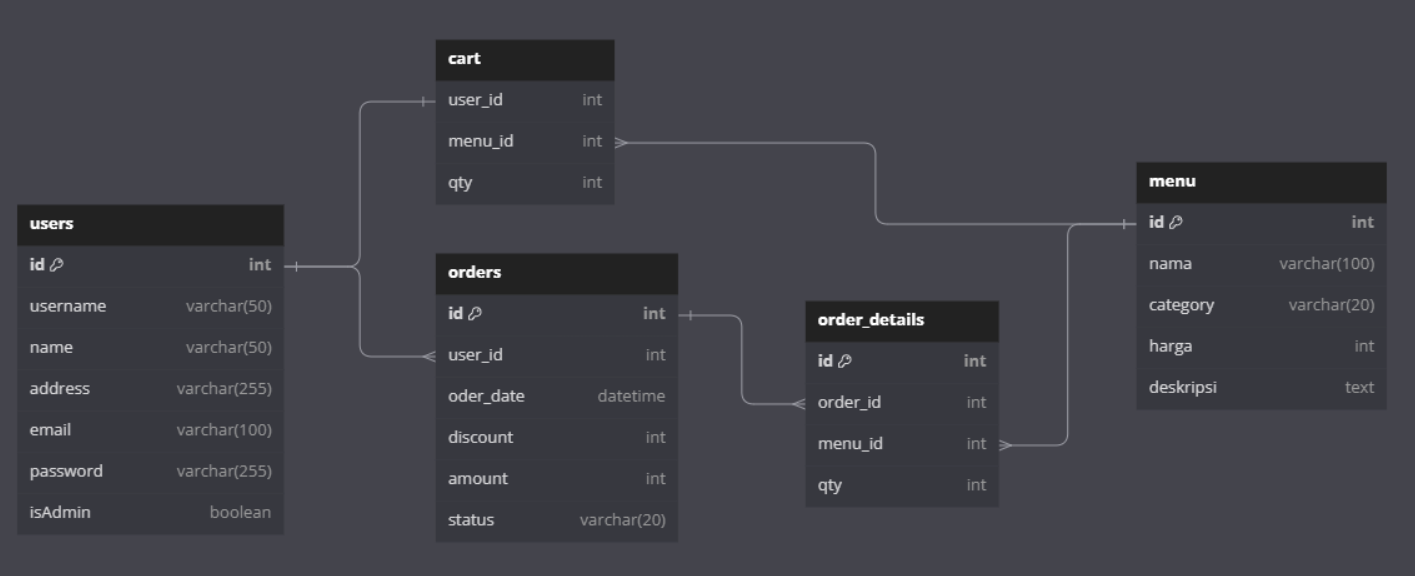 cart
user_id int
menu_id int
qty int
users
id int
username varchar(50)
name varchar(50)
address varchar(255)
email varchar(100)
password varchar(255)
isAdmin boolean
orders
id int
user_id int
oder_date datetime
discount int
amount int
status varchar(20)
order_details
id int
order_id int
menu_id int
qty int
menu
id int
nama varchar(100)
category varchar(20)
harga int
deskripsi text